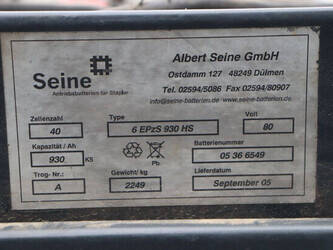 Seine
Antriebsbatterien für Stapler
Albert Seine GmbH
Ostdamm 127 48249 Dülmen
Tel. 02594/5086 Fax 02594/80907
info@seine-batterien.de www.seine-batterien.de
Zellenzahl Type Volt
40 6 EPzS 930 HS 80
Kapazität / Ah Batterienummer
930 K5 Pb 05 36 6549
Trog- Nr.: Gewicht/ kg Lieferdatum
A 2249 September 05